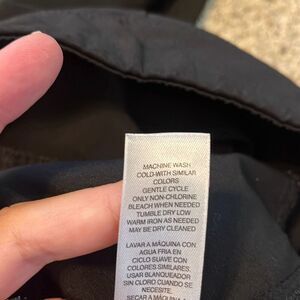 MACHINE WASH
COLD-WITH SIMILAR
COLORS
GENTLE CYCLE
ONLY NON-CHLORINE
BLEACH WHEN NEEDED
TUMBLE DRY LOW
WARM IRON AS NEEDED
MAY BE DRY CLEANED
LAVAR A MÁQUINA CON
AGUA FRÍA - EN
CICLO SUAVE CON
COLORES SIMILARES.
USAR BLANQUEADOR
SIN CLORO CUANDO SE
NECESITE.
SECAR A MÁQUINA